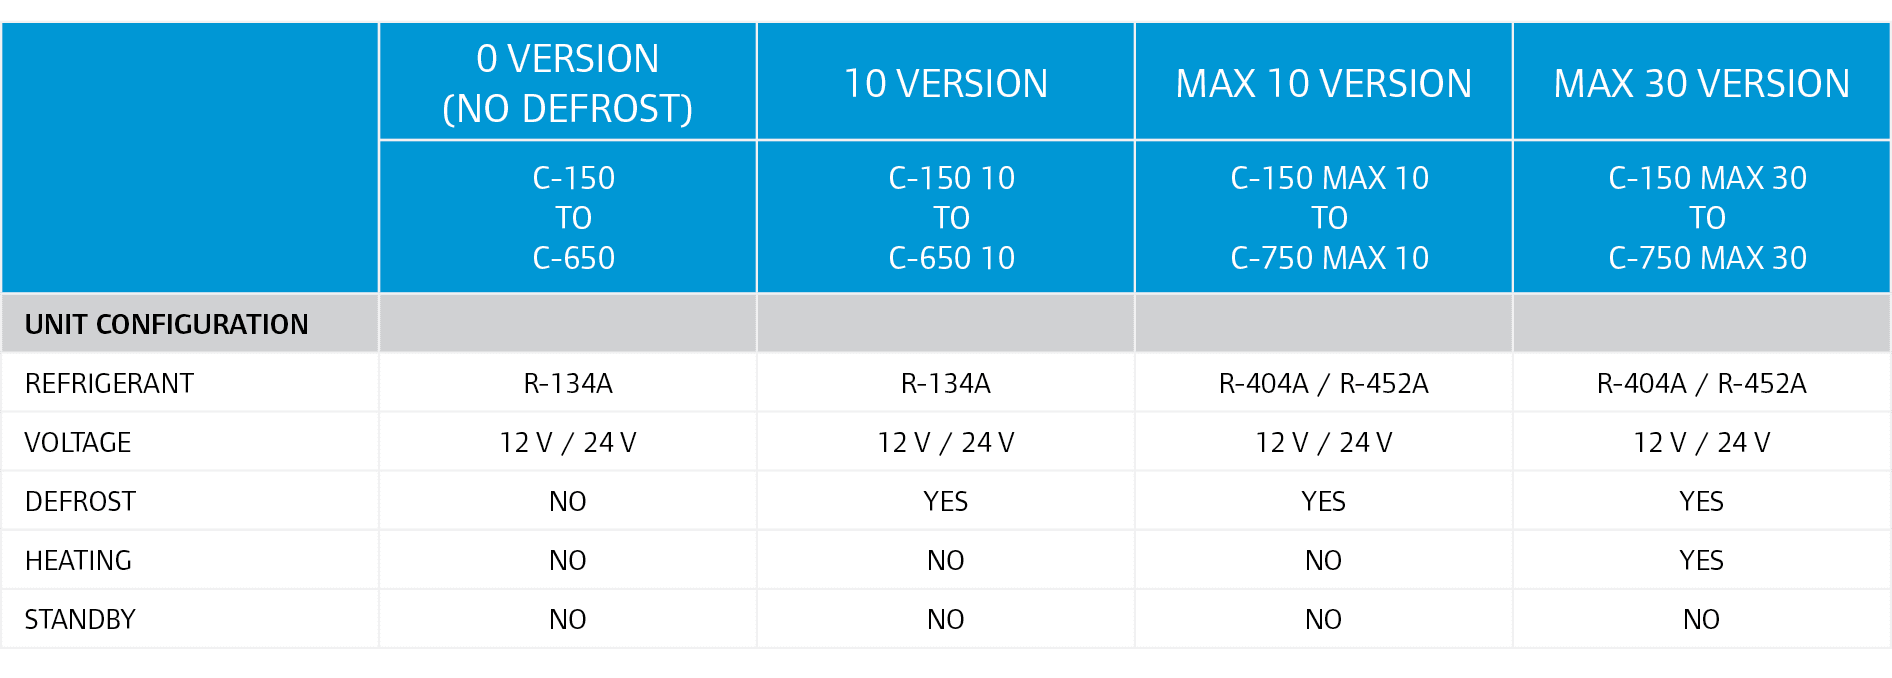 0 VERSION
(NO DEFROST)
10 VERSION
MAX 10 VERSION
MAX 30 VERSION
C-150
TO
C-650
C-150 10
TO
C-650 10
C-150 MAX 10
TO
C-750 MAX 10
C-150 MAX 30
TO
C-750 MAX 30
UNIT CONFIGURATION
REFRIGERANT R-134A R-134A R-404A / R-452A R-404A / R-452A
VOLTAGE 12 V / 24 V 12 V / 24 V 12 V / 24 V 12 V / 24 V
DEFROST NO YES YES YES
HEATING NO NO NO YES
STANDBY NO NO NO NO